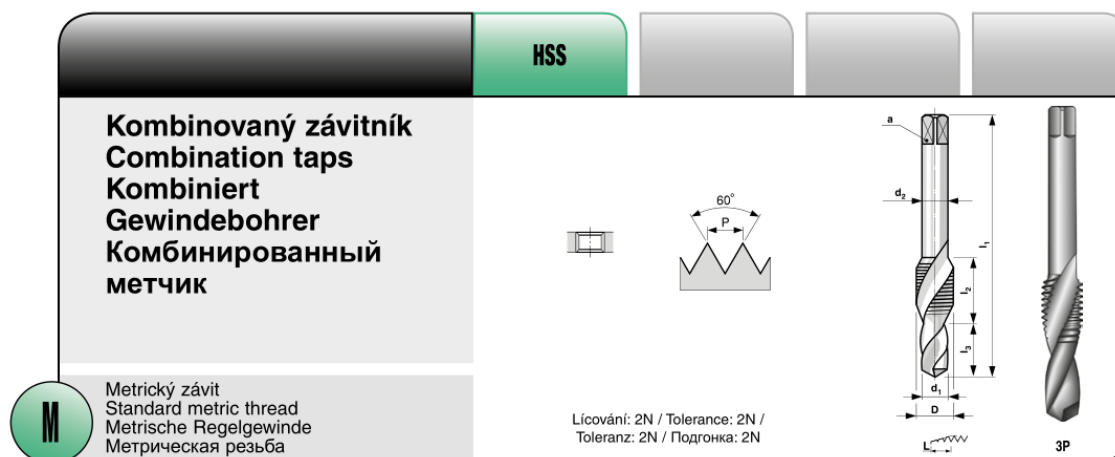 HSS
Kombinovaný závitník
Combination taps
Kombiniert
Gewindebohrer
Комбинированный
метчик
M
Metrický závit
Standard metric thread
Metrische Regelgewinde
Метрическая резьба
60°
P
Lícování: 2N / Tolerance: 2N /
Toleranz: 2N / Подгонка: 2N
a
d₂
l₁
l₂
l₃
d₁
D
L
3P